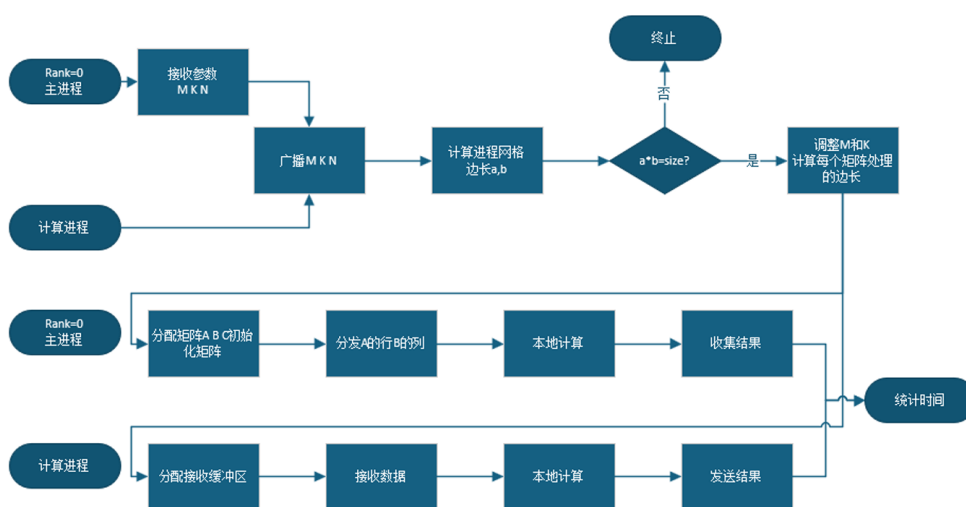 终止
Rank=0
主进程
接收参数
M K N
否
广播M K N
计算进程网格
边长a,b
a*b=size?
是
调整M和K
计算每个矩阵处理
的边长
计算进程
Rank=0
主进程
分配矩阵A B C初始
化矩阵
分发A的行B的列
本地计算
收集结果
统计时间
计算进程
分配接收缓冲区
接收数据
本地计算
发送结果